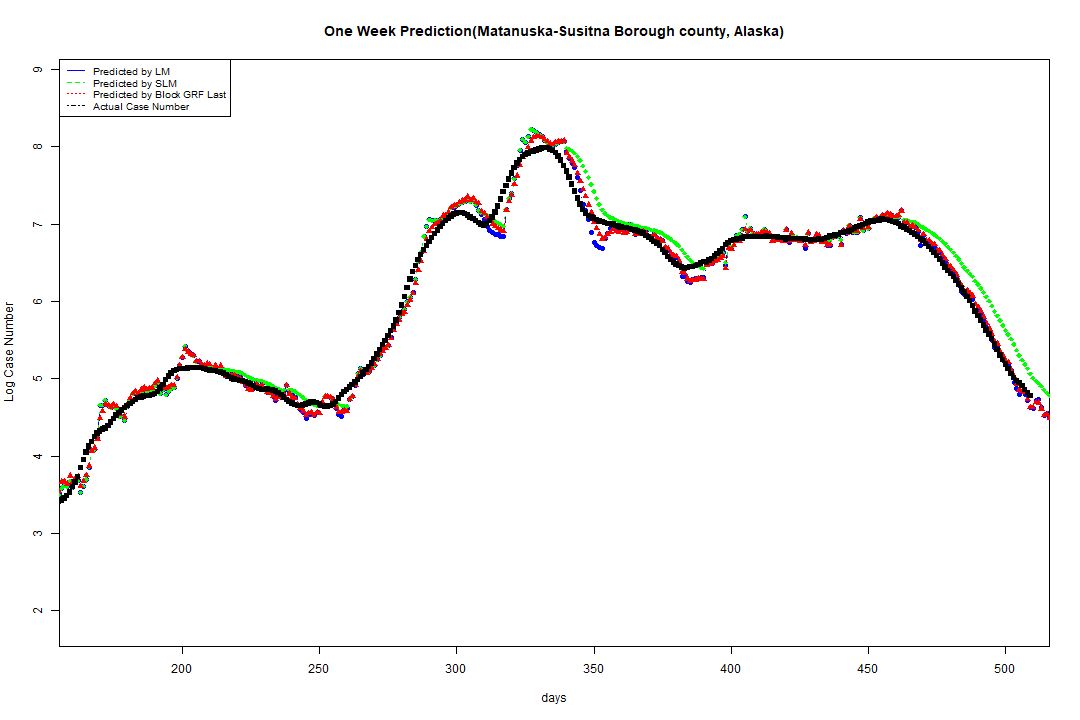 One Week Prediction(Matanuska-Susitna Borough county, Alaska)
Predicted by LM
Predicted by SLM
Predicted by Block GRF Last
Actual Case Number
9
8
7
6
5
4
3
2
Log Case Number
200 250 300 350 400 450 500
days